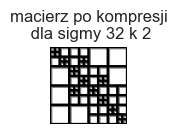 macierz po kompresji
dla sigmy 32 k 2